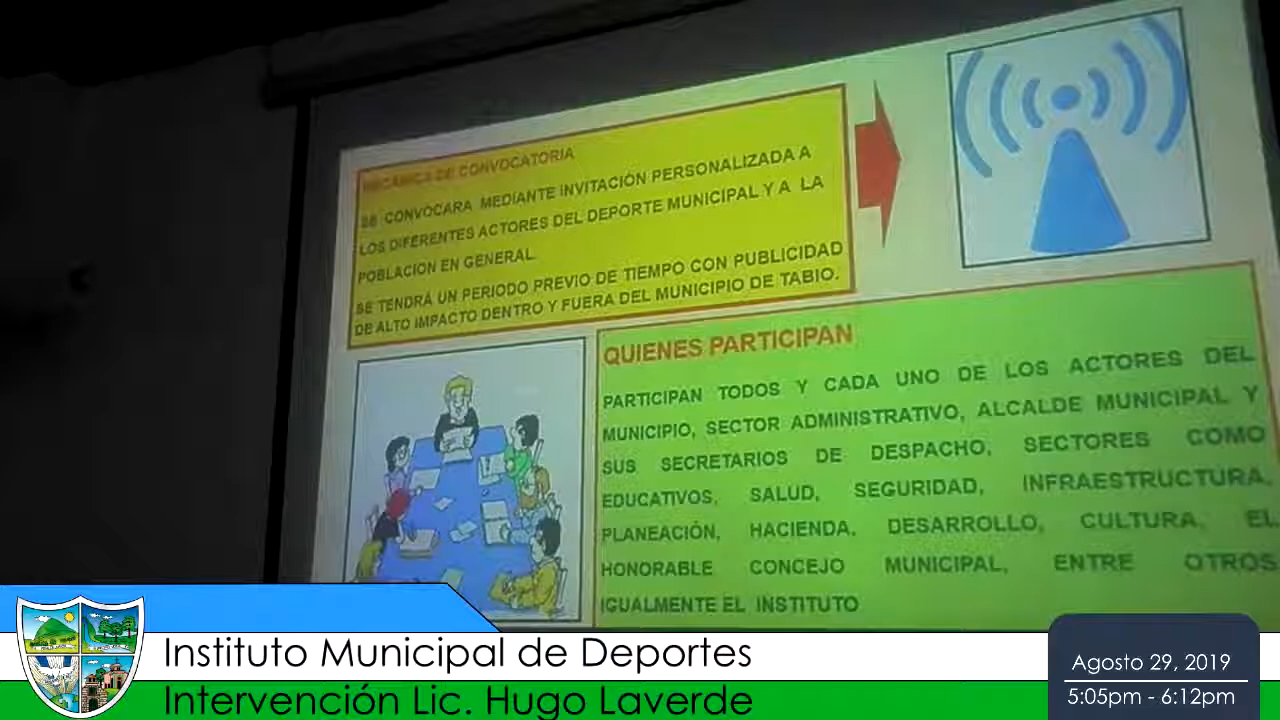 MECÁNICA DE CONVOCATORIA
SE CONVOCARA MEDIANTE INVITACIÓN PERSONALIZADA A
LOS DIFERENTES ACTORES DEL DEPORTE MUNICIPAL Y A LA
POBLACION EN GENERAL.
SE TENDRÁ UN PERIODO PREVIO DE TIEMPO CON PUBLICIDAD
DE ALTO IMPACTO DENTRO Y FUERA DEL MUNICIPIO DE TABIO.
QUIENES PARTICIPAN
PARTICIPAN TODOS Y CADA UNO DE LOS ACTORES DEL
MUNICIPIO, SECTOR ADMINISTRATIVO, ALCALDE MUNICIPAL Y
SUS SECRETARIOS DE DESPACHO, SECTORES COMO
EDUCATIVOS, SALUD, SEGURIDAD, INFRAESTRUCTURA,
PLANEACIÓN, HACIENDA, DESARROLLO, CULTURA, EL
HONORABLE CONCEJO MUNICIPAL, ENTRE OTROS
IGUALMENTE EL INSTITUTO
Instituto Municipal de Deportes
Intervención Lic. Hugo Laverde
Agosto 29, 2019
5:05pm - 6:12pm